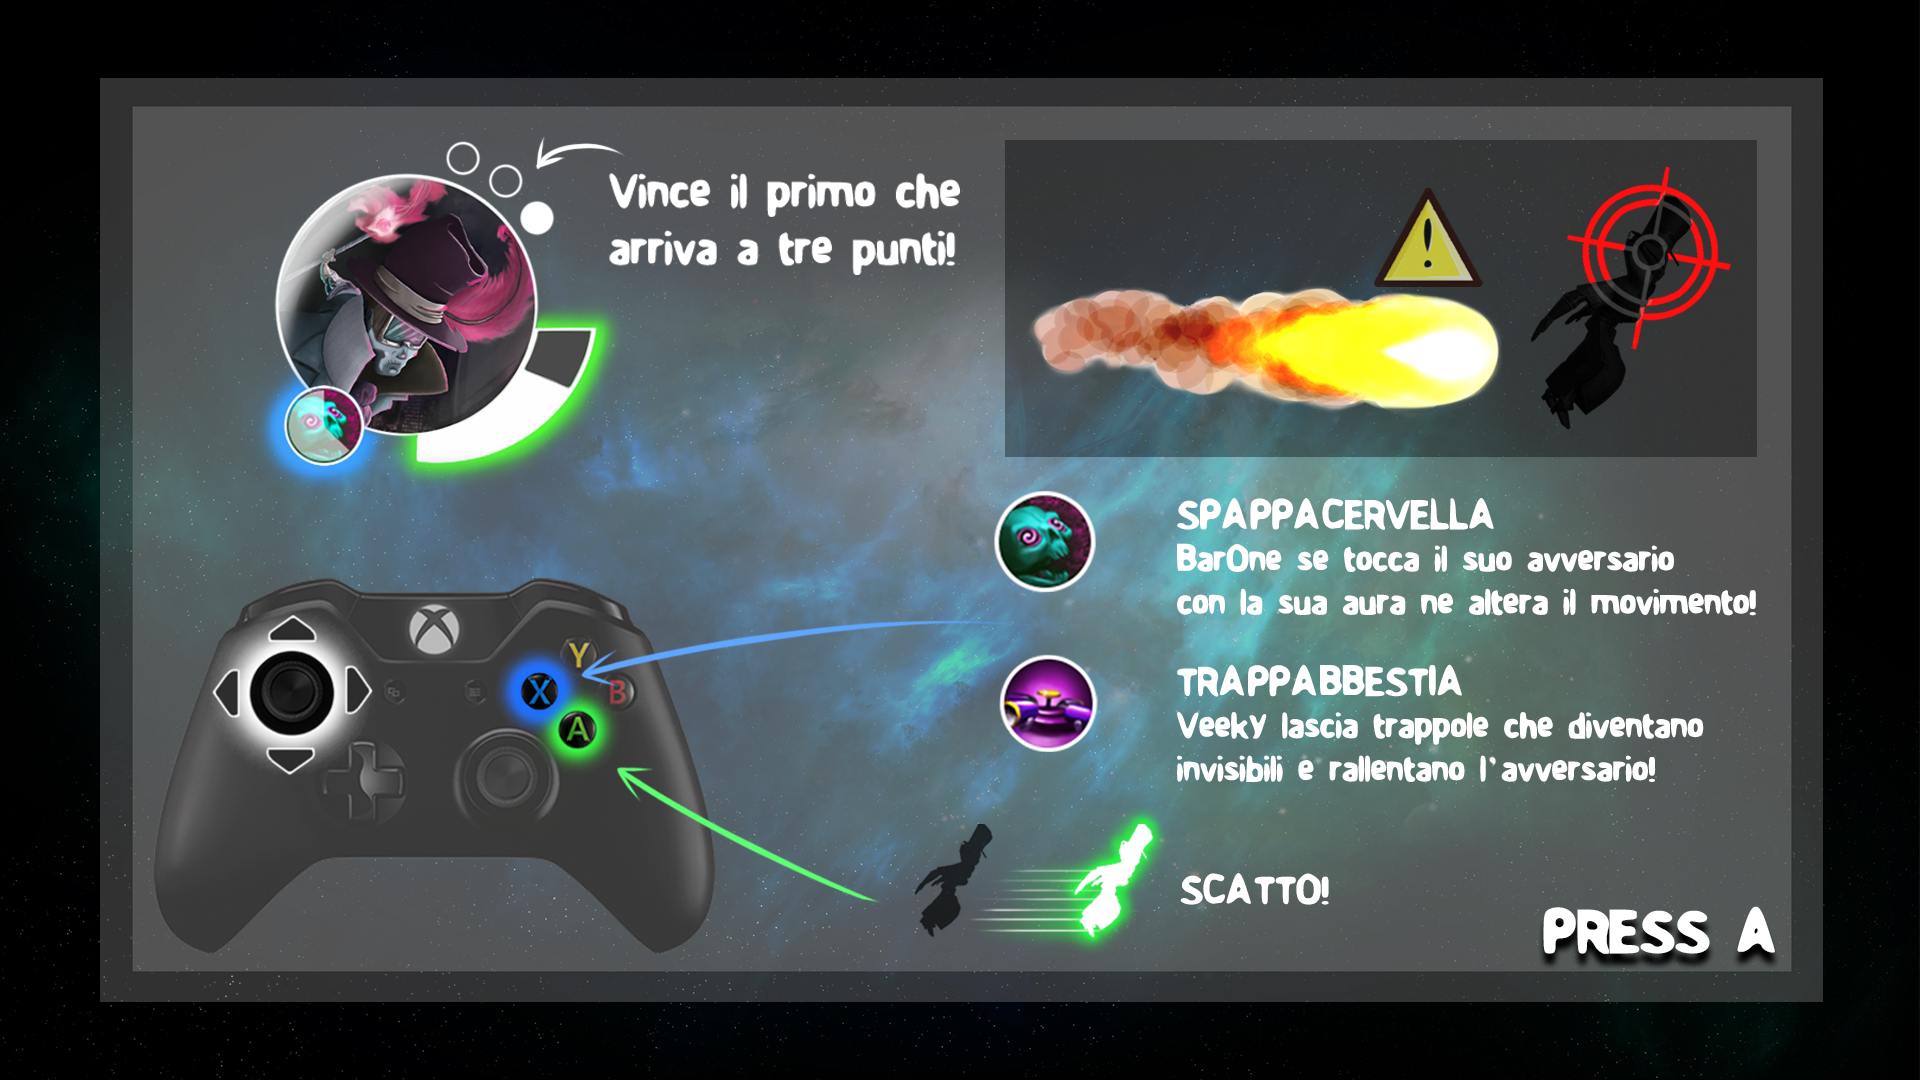 Vince il primo che
arriva a tre punti!
!
SPAPPACERVELLA
BarOne se tocca il suo avversario
con la sua aura ne altera il movimento!
TRAPPABBESTIA
Veeky lascia trappole che diventano
invisibili e rallentano l'avversario!
Y
X
B
A
SCATTO!
PRESS A